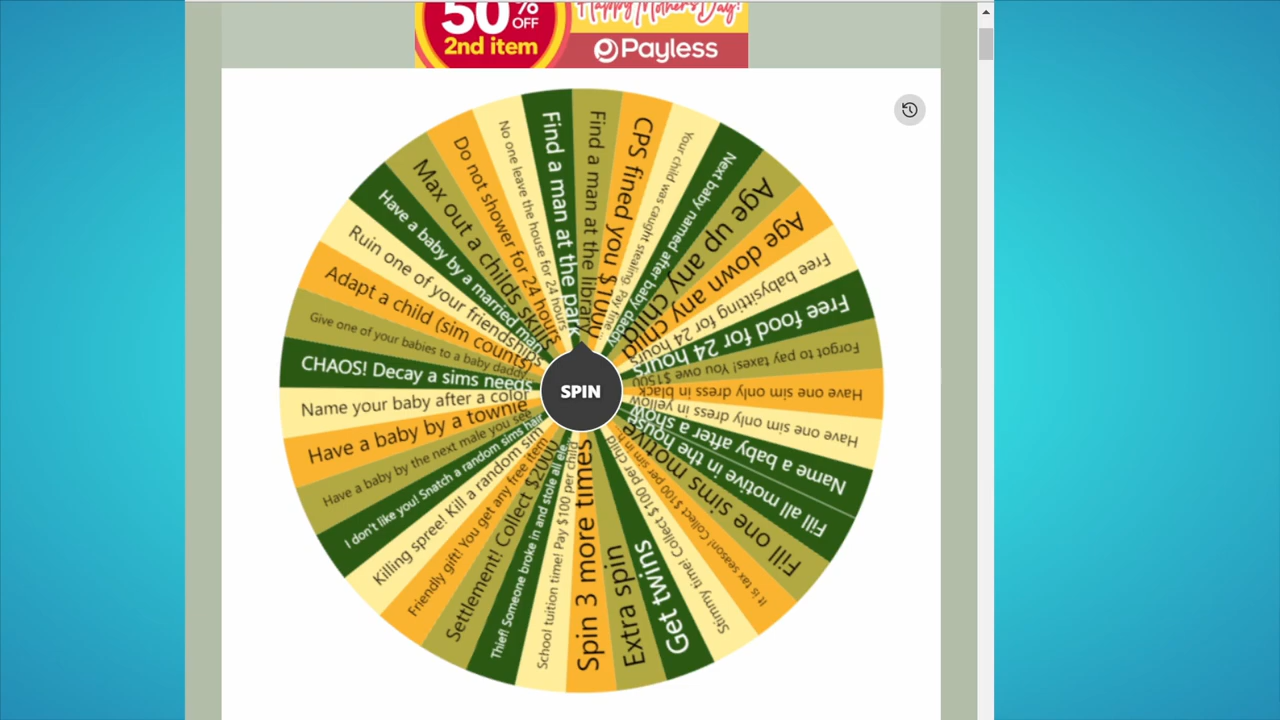 50% OFF
2nd item
Happy Mother's Day!
Payless
Find a man at the park
Find a man at the library
CPS fined you $1000
Your child was caught stealing. Pay fine
Next baby named after baby daddy
Age up any child
Age down any child
Free babysitting for 24 hours
Free food for 24 hours
Forgot to pay taxes! You owe $1500
Have one sim only dress in black
Have one sim only dress in yellow
Name a baby after a show
Fill all motive in the house
Fill one sims motive
It is tax season! Collect $100 per sim in
Stimmy time! Collect $100 per child
Get twins
Extra spin
Spin 3 more times
School tuition time! Pay $100 per child
Thief! Someone broke in and stole all ele
Settlement! Collect $2000
Friendly gift! You get any free item
Killing spree! Kill a random sim
I don't like you! Snatch a random sims hair
Have a baby by the next male you see
Have a baby by a townie
Name your baby after a color
CHAOS! Decay a sims needs
Give one of your babies to a baby daddy
Adapt a child (sim counts)
Ruin one of your friendships
Have a baby by a married man
Max out a childs skills
Do not shower for 24 hours
No one leave the house for 24 hours
SPIN